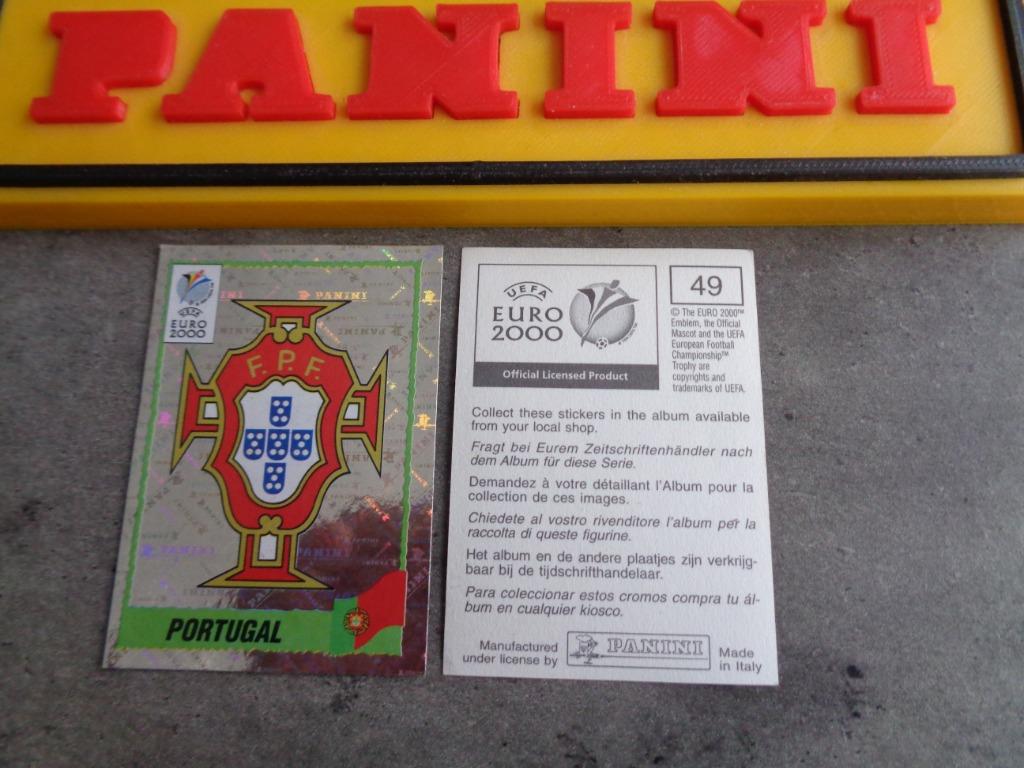 PANINI
PANINI
UEFA
EURO
2000
F.P.F.
PORTUGAL
UEFA
EURO
2000
Official Licensed Product
49
© The EURO 2000™
Emblem, the Official
Mascot and the UEFA
European Football
Championship™
Trophy are
copyrights and
trademarks of UEFA.
Collect these stickers in the album available
from your local shop.
Fragt bei Eurem Zeitschriftenhändler nach
dem Album für diese Serie.
Demandez à votre détaillant l'Album pour la
collection de ces images.
Chiedete al vostro rivenditore l'album per la
raccolta di queste figurine.
Het album en de andere plaatjes zijn verkrijg-
baar bij de tijdschrifthandelaar.
Para coleccionar estos cromos compra tu ál-
bum en cualquier kiosco.
Manufactured
under license by
PANINI
Made
in Italy